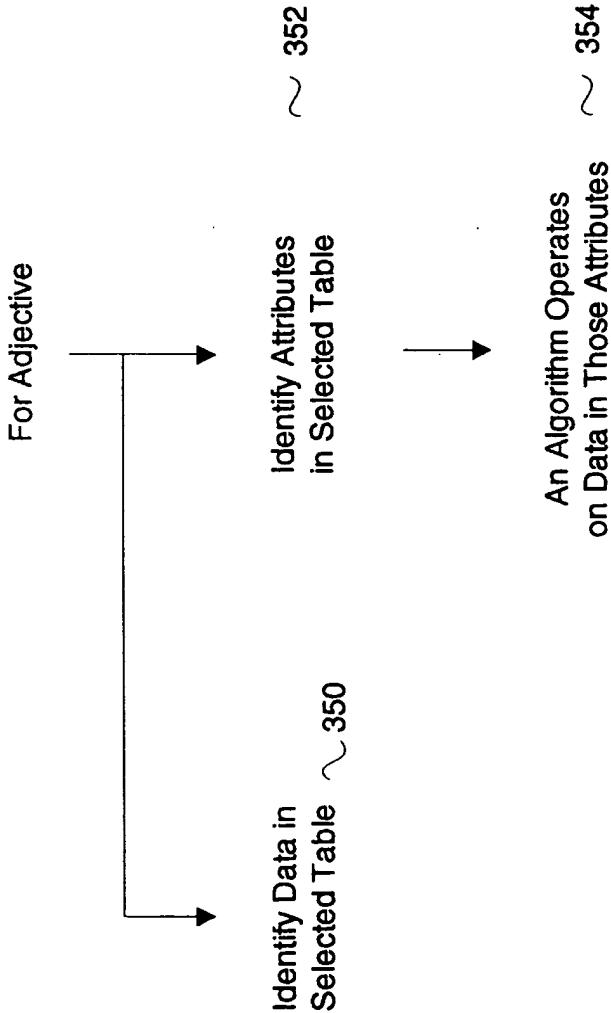 For Adjective
Identify Data in
Selected Table ~ 350
Identify Attributes
in Selected Table
~ 352
An Algorithm Operates
on Data in Those Attributes
~ 354